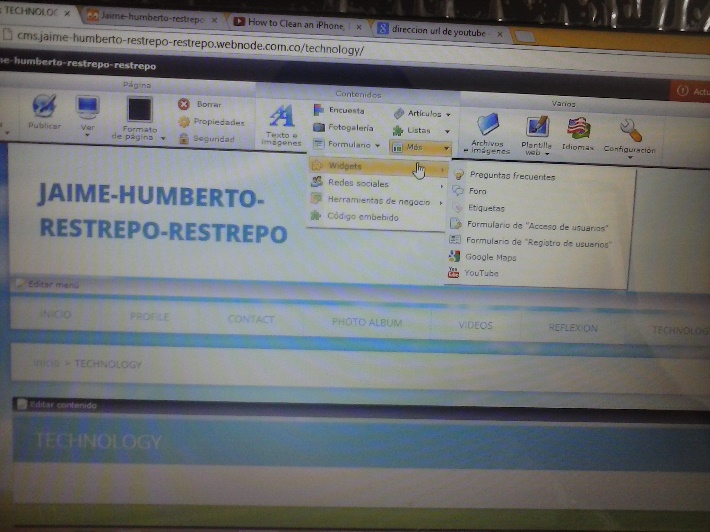 TECHNOLOG
Jaime-humberto-restrepo-
How to Clean an iPhone,
direccion url de youtube -
cms.jaime-humberto-restrepo-restrepo.webnode.com.co/technology/
me-humberto-restrepo-restrepo
Actu
Página
Contenidos
Varios
Publicar
Ver
Formato
de página
Borrar
Propiedades
Seguridad
Texto e
imágenes
Encuesta
Fotogalería
Formulario
Artículos
Listas
Más
Archivos
e imágenes
Plantilla
web
Idiomas
Configuración
Widgets
Redes sociales
Herramientas de negocio
Código embebido
Preguntas frecuentes
Foro
Etiquetas
Formulario de "Acceso de usuarios"
Formulario de "Registro de usuarios"
Google Maps
YouTube
JAIME-HUMBERTO-
RESTREPO-RESTREPO
Editar menú
INICIO
PROFILE
CONTACT
PHOTO ALBUM
VIDEOS
REFLEXION
TECHNOLOG
Inicio > TECHNOLOGY
Editar contenido
TECHNOLOGY